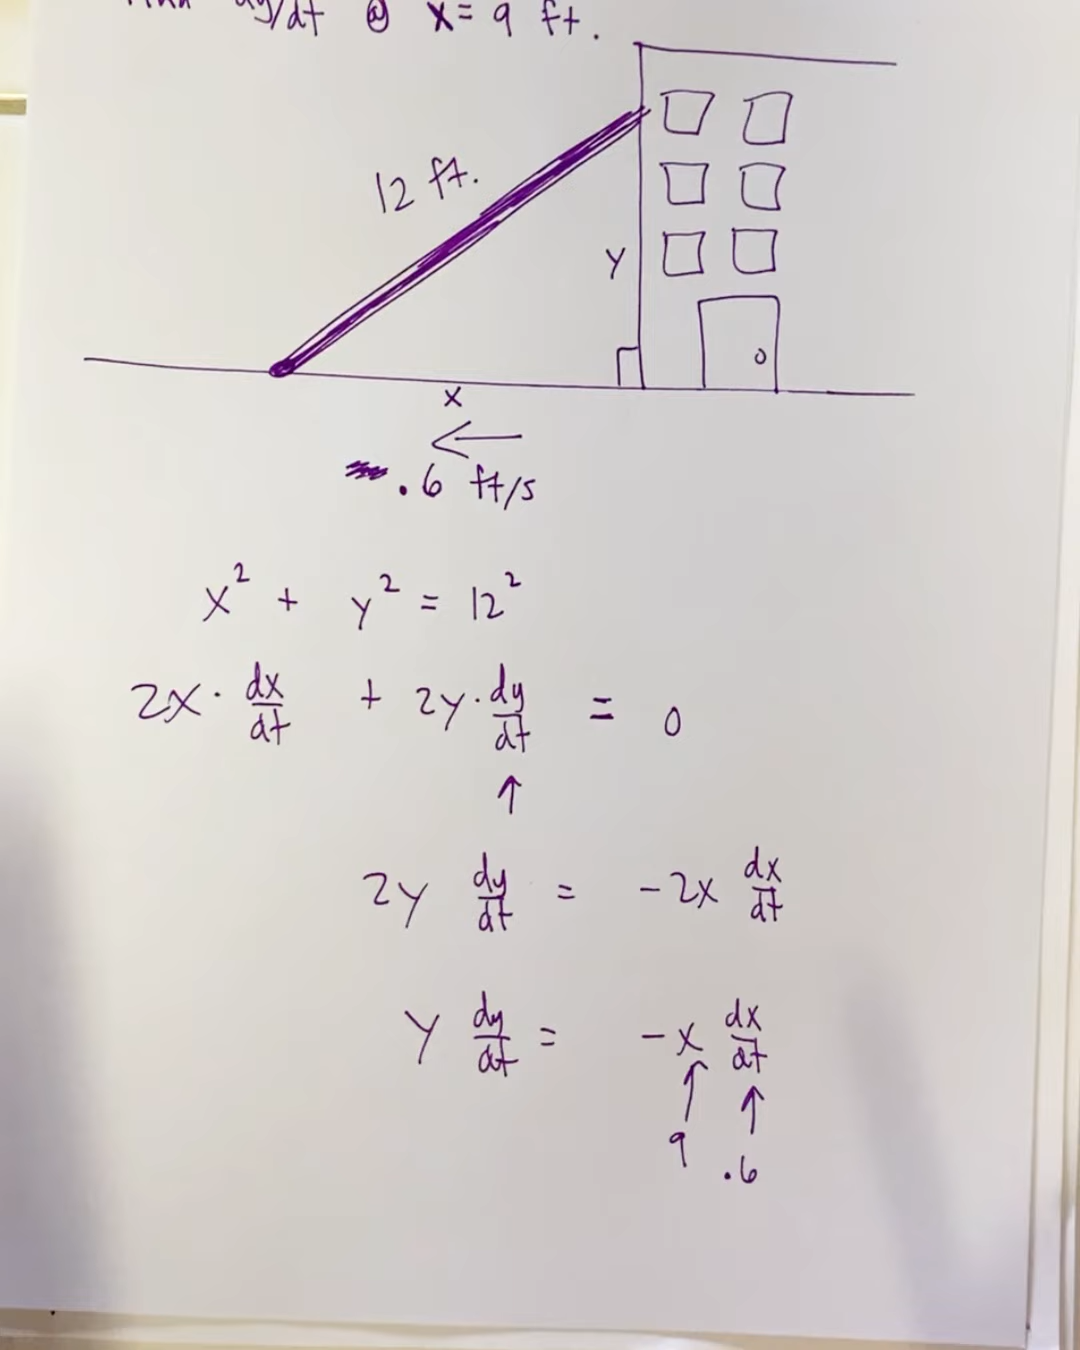 dy/dt @ x = 9 ft.
12 ft.
y
x
.6 ft/s
x² + y² = 12²
2x · dx/dt + 2y · dy/dt = 0
2y dy/dt = -2x dx/dt
y dy/dt = -x dx/dt
9 .6